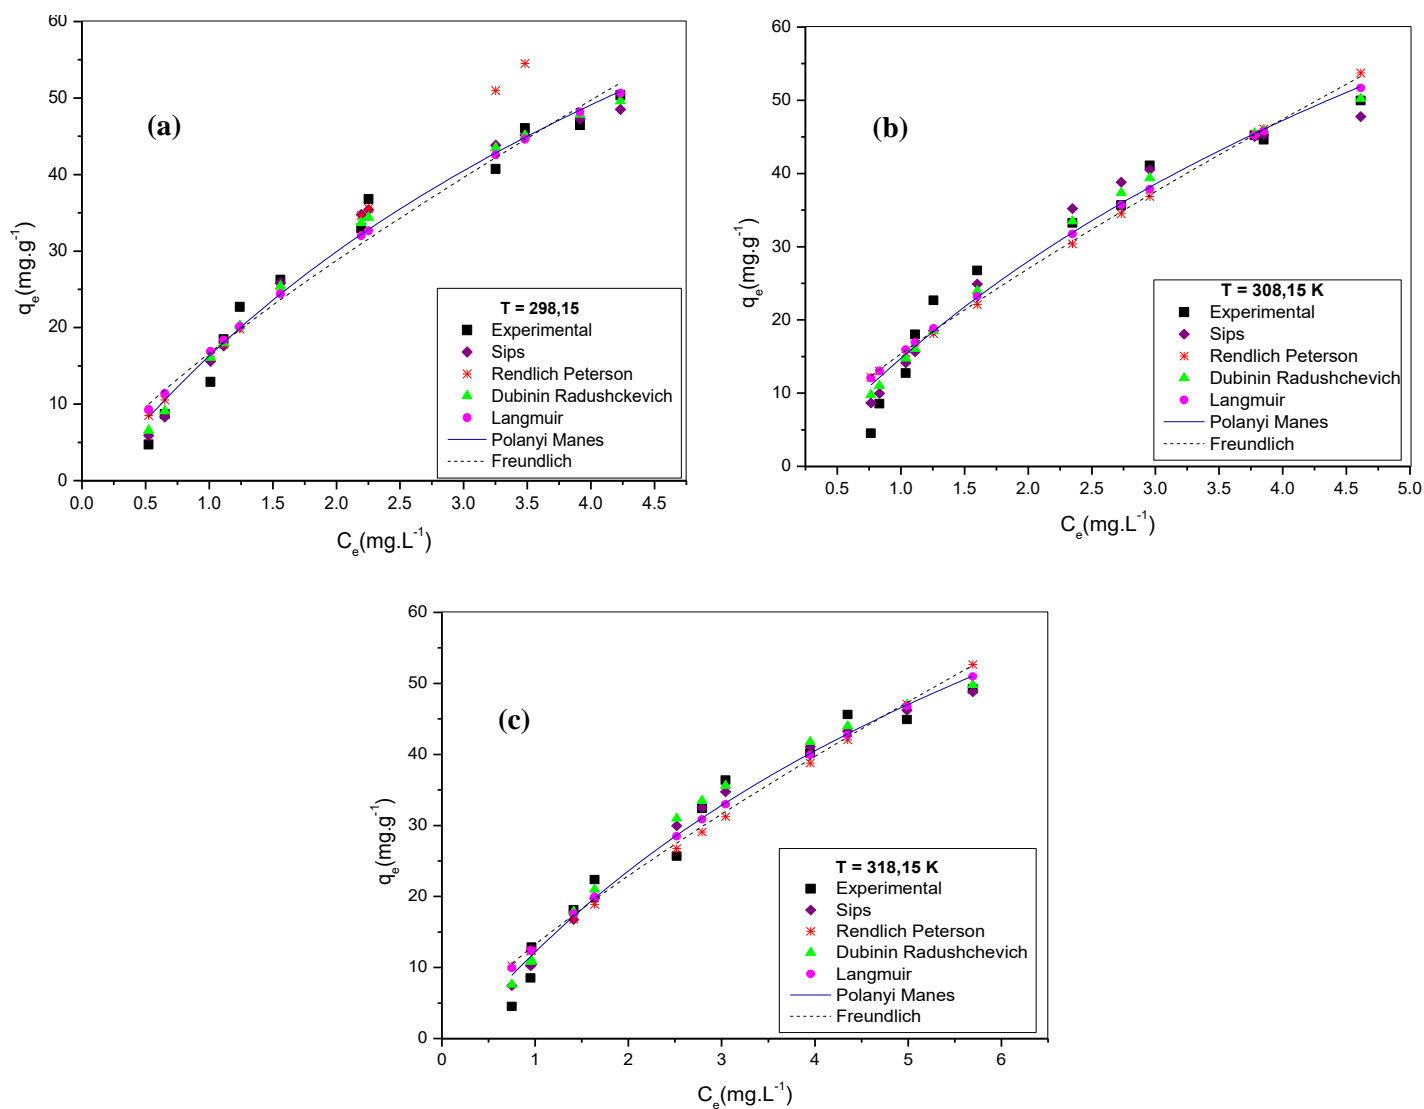 60
50
40
30
20
10
0
q_e(mg.g^-1)
(a)
T = 298,15
Experimental
Sips
Rendlich Peterson
Dubinin Radushckevich
Langmuir
Polanyi Manes
Freundlich
0.0 0.5 1.0 1.5 2.0 2.5 3.0 3.5 4.0 4.5
C_e(mg.L^-1)
60
50
40
30
20
10
0
q_e(mg.g^-1)
(b)
T = 308,15 K
Experimental
Sips
Rendlich Peterson
Dubinin Radushchevich
Langmuir
Polanyi Manes
Freundlich
0.5 1.0 1.5 2.0 2.5 3.0 3.5 4.0 4.5 5.0
C_e(mg.L^-1)
60
50
40
30
20
10
0
q_e(mg.g^-1)
(c)
T = 318,15 K
Experimental
Sips
Rendlich Peterson
Dubinin Radushchevich
Langmuir
Polanyi Manes
Freundlich
0 1 2 3 4 5 6
C_e(mg.L^-1)